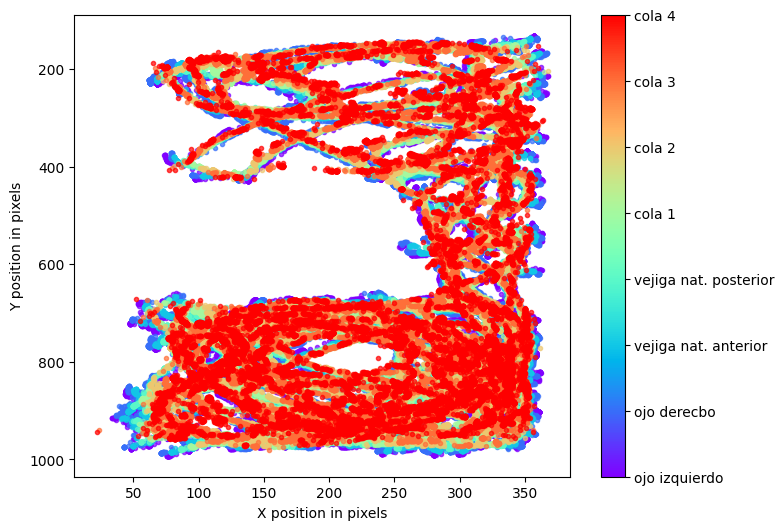 Y position in pixels
200
400
600
800
1000
50
100
150
200
250
300
350
X position in pixels
cola 4
cola 3
cola 2
cola 1
vejiga nat. posterior
vejiga nat. anterior
ojo derecbo
ojo izquierdo